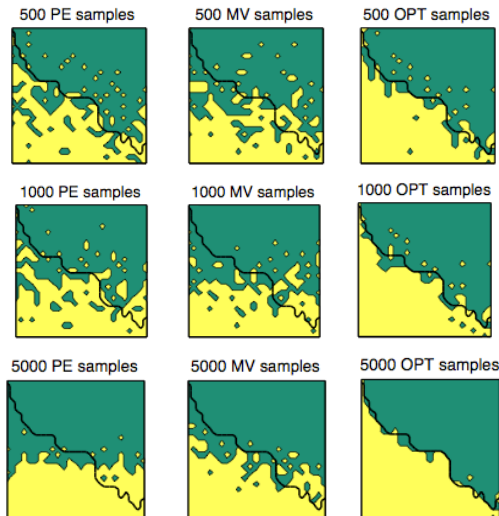 500 PE samples
500 MV samples
500 OPT samples
1000 PE samples
1000 MV samples
1000 OPT samples
5000 PE samples
5000 MV samples
5000 OPT samples